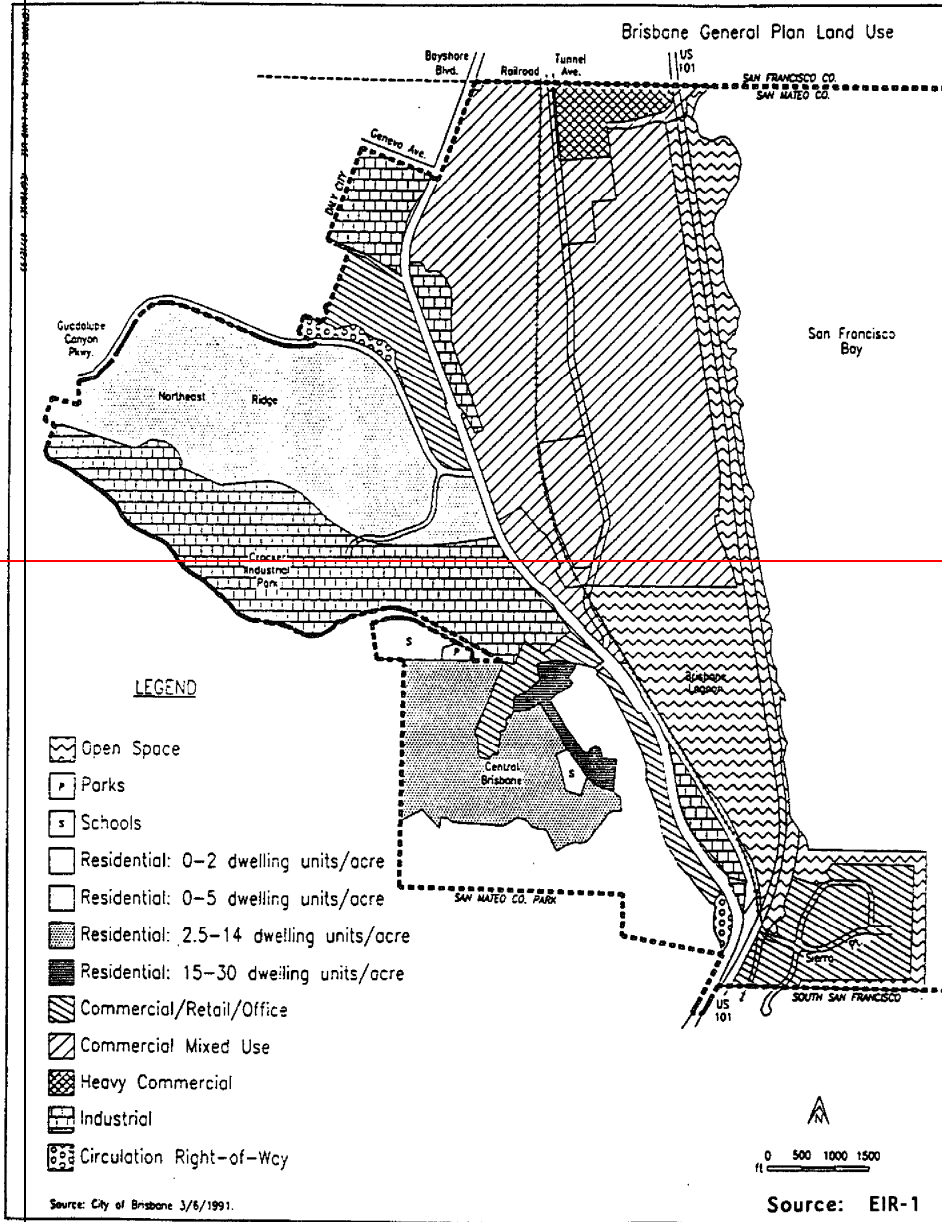 Brisbane General Plan Land Use
Bayshore
Blvd.
Railroad
Tunnel
Ave.
US
101
SAN FRANCISCO CO.
SAN MATEO CO.
Geneva Ave.
DALY CITY
Guadalupe
Canyon
Pkwy.
San Francisco
Bay
Northeast Ridge
Crocker
Industrial
Park
S
P
Brisbane
Lagoon
Central
Brisbane
S
SAN MATEO CO. PARK
Sierra
Pt.
US
101
SOUTH SAN FRANCISCO
LEGEND
Open Space
P Parks
S Schools
Residential: 0-2 dwelling units/acre
Residential: 0-5 dwelling units/acre
Residential: 2.5-14 dwelling units/acre
Residential: 15-30 dwelling units/acre
Commercial/Retail/Office
Commercial Mixed Use
Heavy Commercial
Industrial
Circulation Right-of-Way
N
0 500 1000 1500
ft
Source: City of Brisbane 3/6/1991.
Source: EIR-1